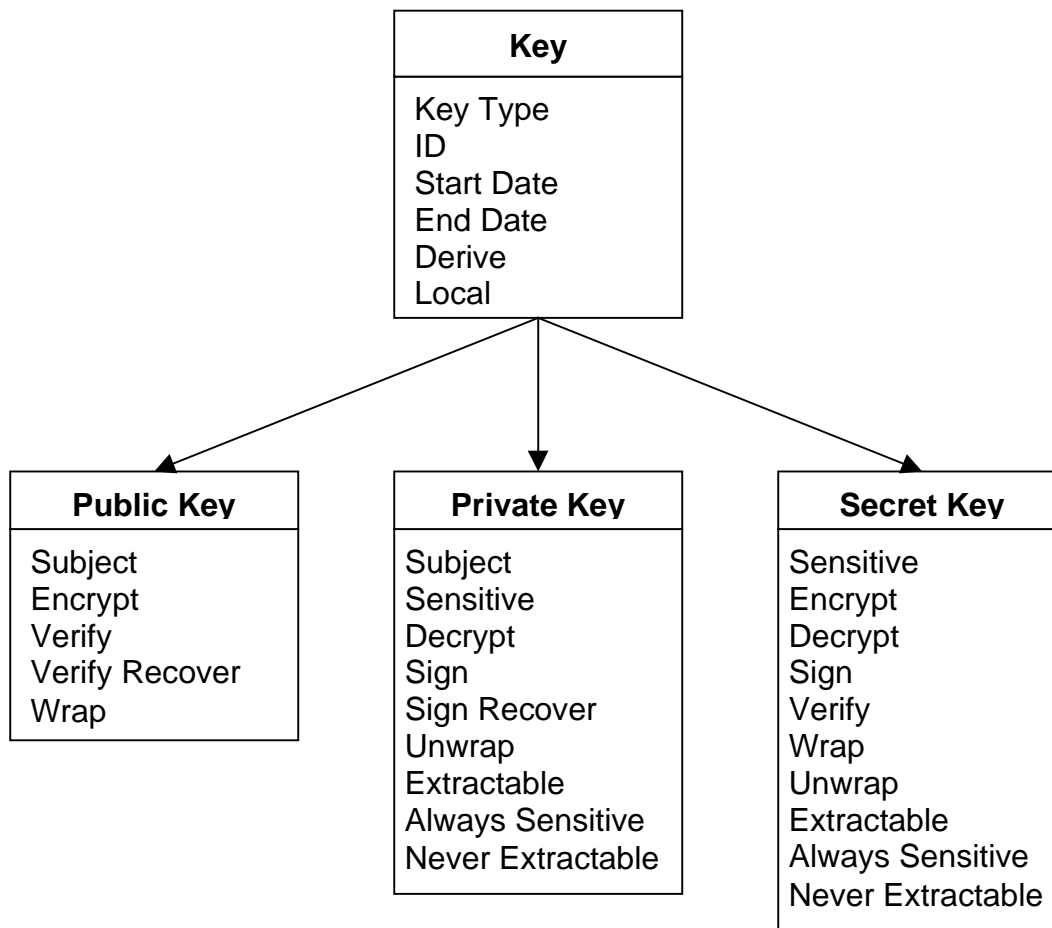 Key
Key Type
ID
Start Date
End Date
Derive
Local
Public Key
Subject
Encrypt
Verify
Verify Recover
Wrap
Private Key
Subject
Sensitive
Decrypt
Sign
Sign Recover
Unwrap
Extractable
Always Sensitive
Never Extractable
Secret Key
Sensitive
Encrypt
Decrypt
Sign
Verify
Wrap
Unwrap
Extractable
Always Sensitive
Never Extractable